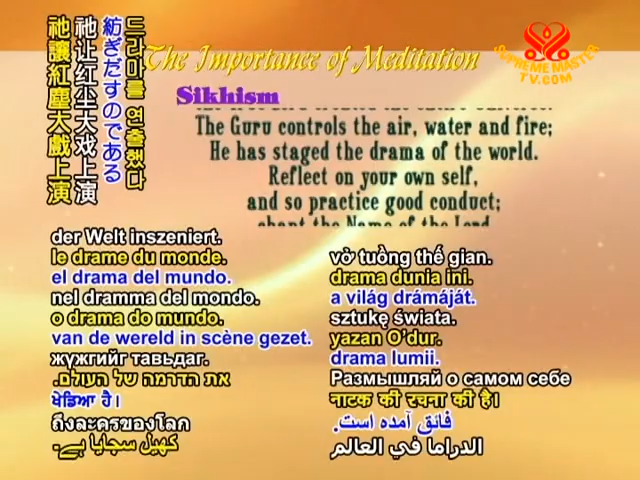 The Importance of Meditation
SUPREME MASTER
TV.COM
Sikhism
The Guru controls the air, water and fire;
He has staged the drama of the world.
Reflect on your own self,
and so practice good conduct;
chant the Name of the Lord
祂讓紅塵大戲上演
祂让红尘大戏上演
紡ぎだすのである
드라마를 연출했다
der Welt inszeniert.
le drame du monde.
el drama del mundo.
nel dramma del mondo.
o drama do mundo.
van de wereld in scène gezet.
жүжгийг тавьдаг.
את הדרמה של העולם.
ਖੇਡਿਆ ਹੈ।
ถึงละครของโลก
کھیل سجایا ہے۔
vở tuồng thế gian.
drama dunia ini.
a világ drámáját.
sztukę świata.
yazan O'dur.
drama lumii.
Размышляй о самом себе
नाटक की रचना की है।
فائق آمده است.
الدراما في العالم